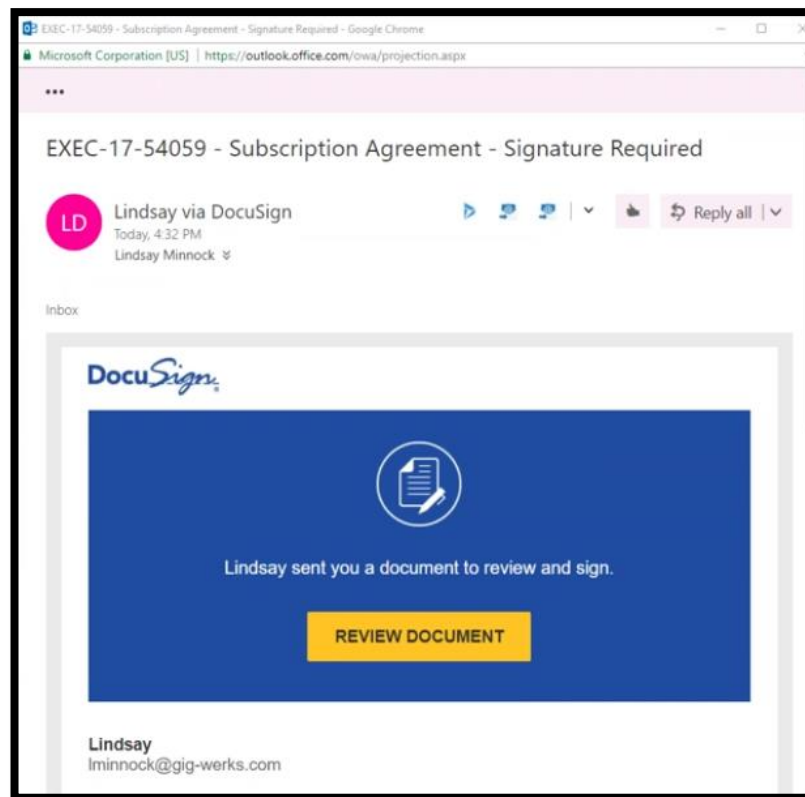 EXEC-17-54059 - Subscription Agreement - Signature Required - Google Chrome
Microsoft Corporation [US] | https://outlook.office.com/owa/projection.aspx
•••
EXEC-17-54059 - Subscription Agreement - Signature Required
LD
Lindsay via DocuSign
Reply all
Today, 4:32 PM
Lindsay Minnock
Inbox
DocuSign
Lindsay sent you a document to review and sign.
REVIEW DOCUMENT
Lindsay
lminnock@gig-werks.com